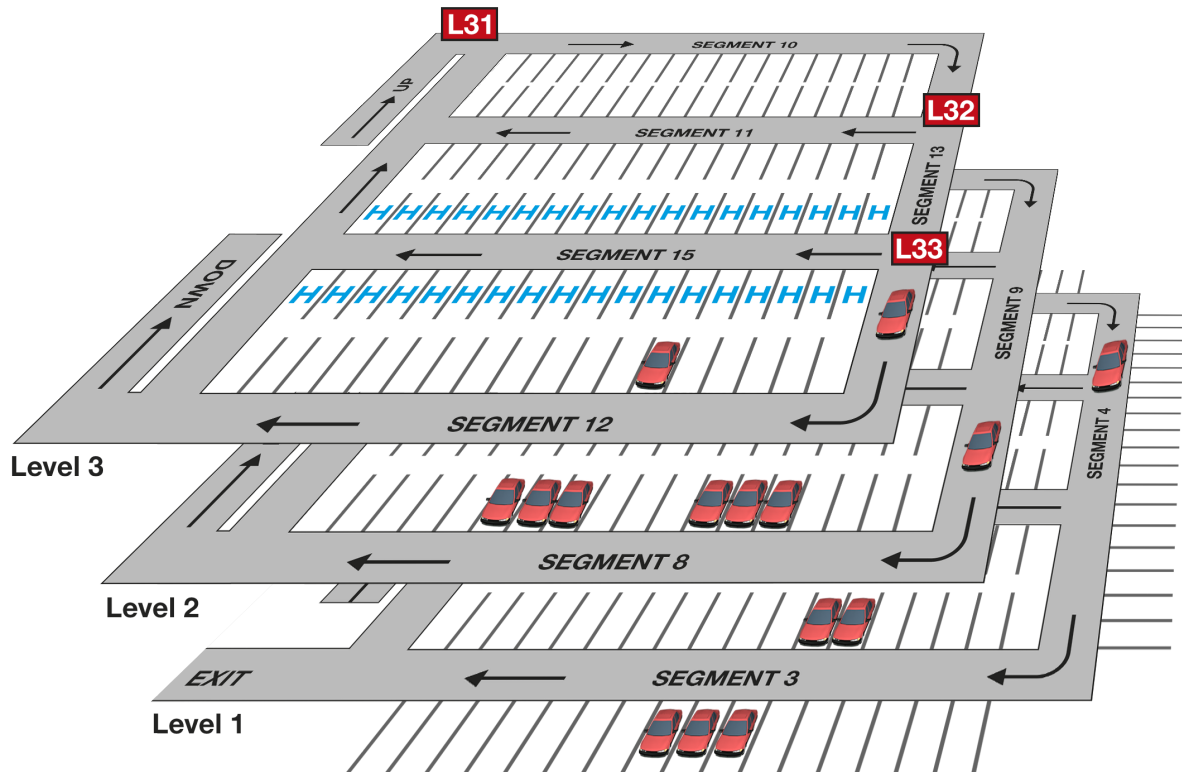 L31
SEGMENT 10
UP
L32
SEGMENT 11
SEGMENT 13
H H H H H H H H H H H H H H H H H H
L33
SEGMENT 15
DOWN
H H H H H H H H H H H H H H H H H H
SEGMENT 9
SEGMENT 12
SEGMENT 4
Level 3
SEGMENT 8
Level 2
EXIT
SEGMENT 3
Level 1